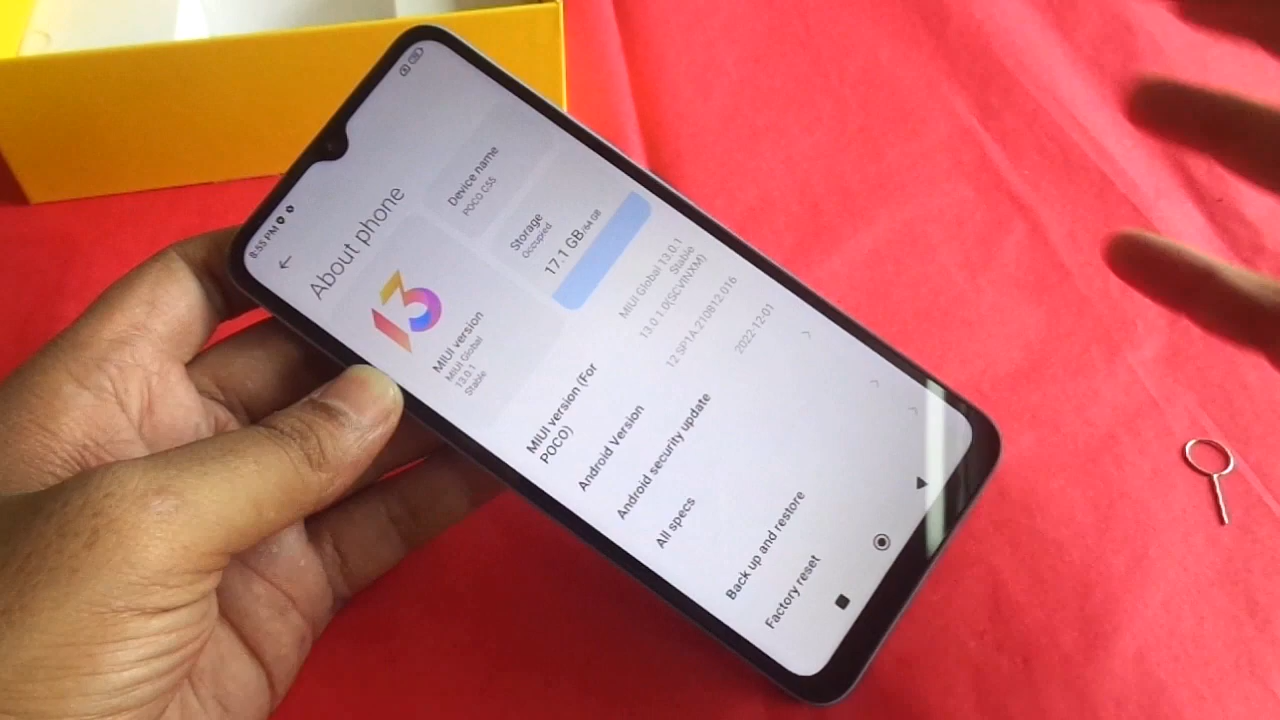 8:55 PM
About phone
13
MIUI version
MIUI Global
13.0.1
Stable
Device name
POCO C55
Storage
Occupied
17.1 GB/64 GB
MIUI version (For
POCO)
MIUI Global 13.0.1
Stable
13.0.1.0(SCVINXM)
Android Version
12 SP1A.210812.016
Android security update
2022-12-01
All specs
Back up and restore
Factory reset